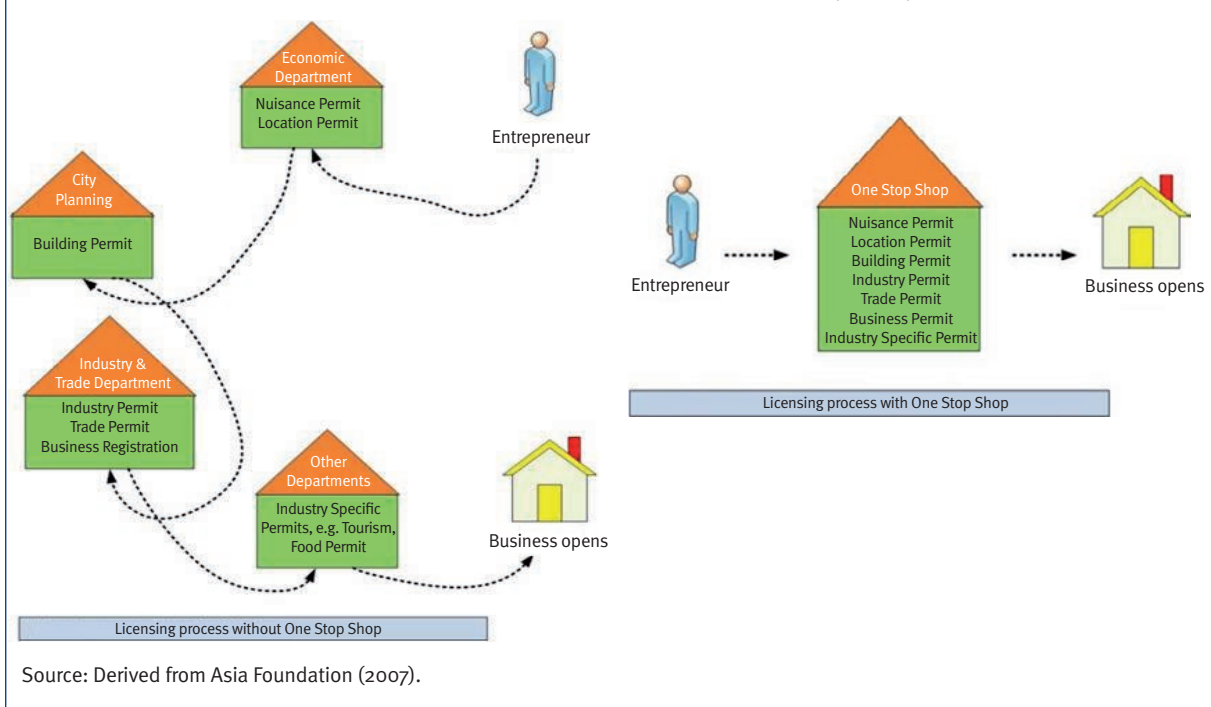 Economic
Department
Nuisance Permit
Location Permit
Entrepreneur
City
Planning
Building Permit
Industry &
Trade Department
Industry Permit
Trade Permit
Business Registration
Other
Departments
Industry Specific
Permits, e.g. Tourism,
Food Permit
Business opens
Licensing process without One Stop Shop
Entrepreneur
One Stop Shop
Nuisance Permit
Location Permit
Building Permit
Industry Permit
Trade Permit
Business Permit
Industry Specific Permit
Business opens
Licensing process with One Stop Shop
Source: Derived from Asia Foundation (2007).